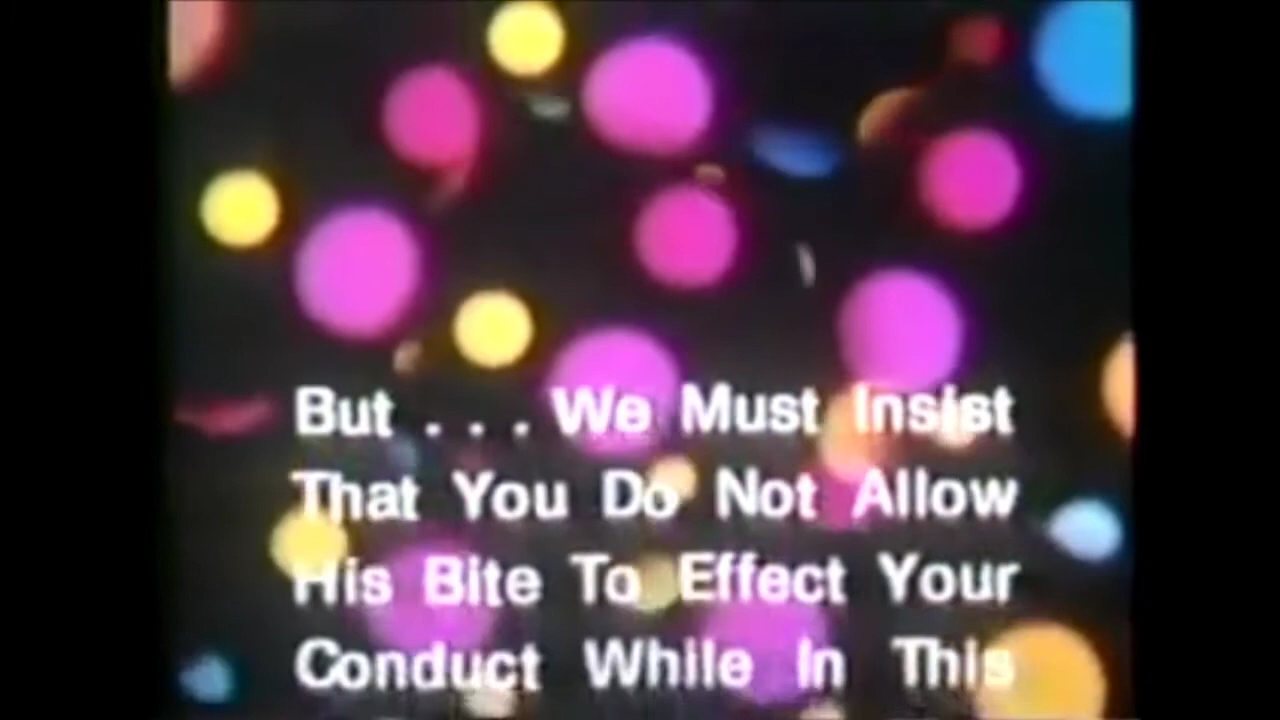 But . . . We Must Insist
That You Do Not Allow
His Bite To Effect Your
Conduct While In This